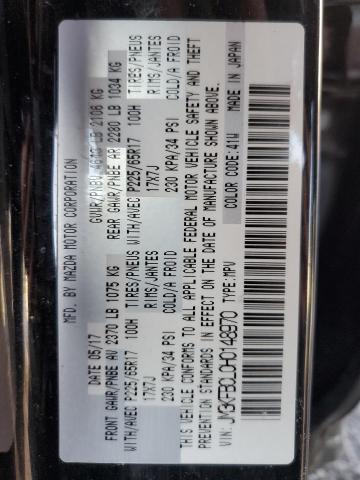 MFD. BY MAZDA MOTOR CORPORATION
DATE 05/17 GVWR/PNBV 4643 LB 2106 KG
FRONT GAWR/PNBE AV 2370 LB 1075 KG REAR GAWR/PNBE AR 2280 LB 1034 KG
WITH/AVEC P225/65R17 100H TIRES/PNEUS WITH/AVEC P225/65R17 100H TIRES/PNEUS
17X7J RIMS/JANTES 17X7J RIMS/JANTES
230 KPA/34 PSI COLD/A FROID 230 KPA/34 PSI COLD/A FROID
THIS VEHICLE CONFORMS TO ALL APPLICABLE FEDERAL MOTOR VEHICLE SAFETY AND THEFT
PREVENTION STANDARDS IN EFFECT ON THE DATE OF MANUFACTURE SHOWN ABOVE.
MADE IN JAPAN
VIN: JM3KFBCL0H0148970 TYPE: MPV COLOR CODE: 41W